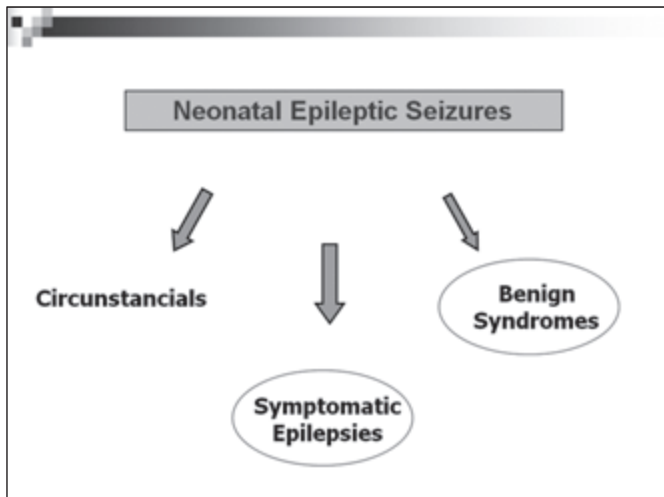 Neonatal Epileptic Seizures
Circunstancials
Benign
Syndromes
Symptomatic
Epilepsies